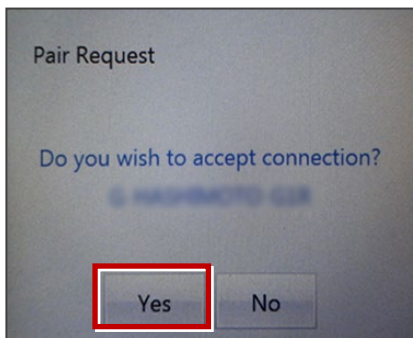 Pair Request
Do you wish to accept connection?
Yes No